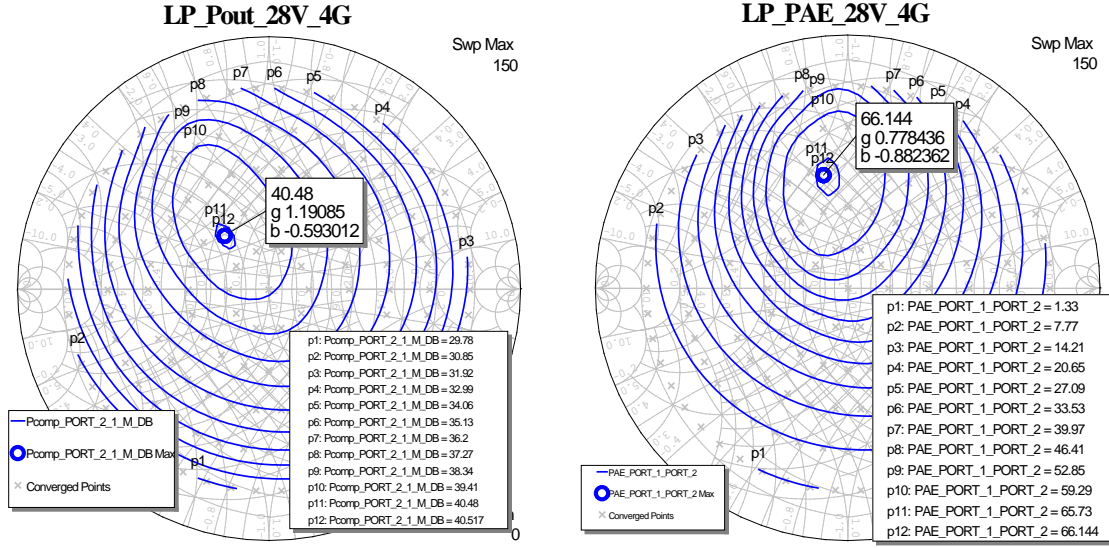 LP_Pout_28V_4G
Swp Max
150
p7
p6
p5
p8
p4
p9
p10
40.48
g 1.19085
b -0.593012
p11
p12
p3
p2
p1
p1: Pcomp_PORT_2_1_M_DB = 29.78
p2: Pcomp_PORT_2_1_M_DB = 30.85
p3: Pcomp_PORT_2_1_M_DB = 31.92
p4: Pcomp_PORT_2_1_M_DB = 32.99
p5: Pcomp_PORT_2_1_M_DB = 34.06
p6: Pcomp_PORT_2_1_M_DB = 35.13
p7: Pcomp_PORT_2_1_M_DB = 36.2
p8: Pcomp_PORT_2_1_M_DB = 37.27
p9: Pcomp_PORT_2_1_M_DB = 38.34
p10: Pcomp_PORT_2_1_M_DB = 39.41
p11: Pcomp_PORT_2_1_M_DB = 40.48
p12: Pcomp_PORT_2_1_M_DB = 40.517
Pcomp_PORT_2_1_M_DB
Pcomp_PORT_2_1_M_DB Max
Converged Points
0
LP_PAE_28V_4G
Swp Max
150
p8
p9
p7
p6
p10
p5
p4
66.144
g 0.778436
b -0.882362
p3
p11
p12
p2
p1
p1: PAE_PORT_1_PORT_2 = 1.33
p2: PAE_PORT_1_PORT_2 = 7.77
p3: PAE_PORT_1_PORT_2 = 14.21
p4: PAE_PORT_1_PORT_2 = 20.65
p5: PAE_PORT_1_PORT_2 = 27.09
p6: PAE_PORT_1_PORT_2 = 33.53
p7: PAE_PORT_1_PORT_2 = 39.97
p8: PAE_PORT_1_PORT_2 = 46.41
p9: PAE_PORT_1_PORT_2 = 52.85
p10: PAE_PORT_1_PORT_2 = 59.29
p11: PAE_PORT_1_PORT_2 = 65.73
p12: PAE_PORT_1_PORT_2 = 66.144
PAE_PORT_1_PORT_2
PAE_PORT_1_PORT_2 Max
Converged Points